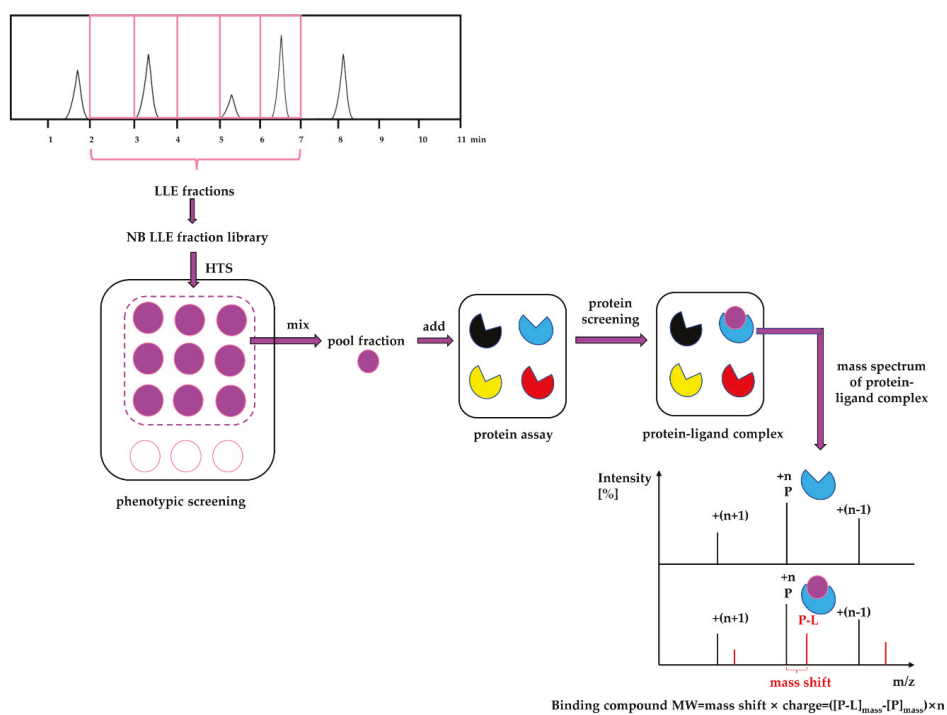 1 2 3 4 5 6 7 8 9 10 11 min
LLE fractions
NB LLE fraction library
HTS
mix
pool fraction
add
protein
screening
phenotypic screening
protein assay
protein-ligand complex
mass spectrum
of protein-
ligand complex
Intensity
[%]
+n
P
+(n+1)
+(n-1)
+n
P
+(n+1)
P-L
+(n-1)
mass shift
m/z
Binding compound MW=mass shift × charge=([P-L]mass-[P]mass)×n